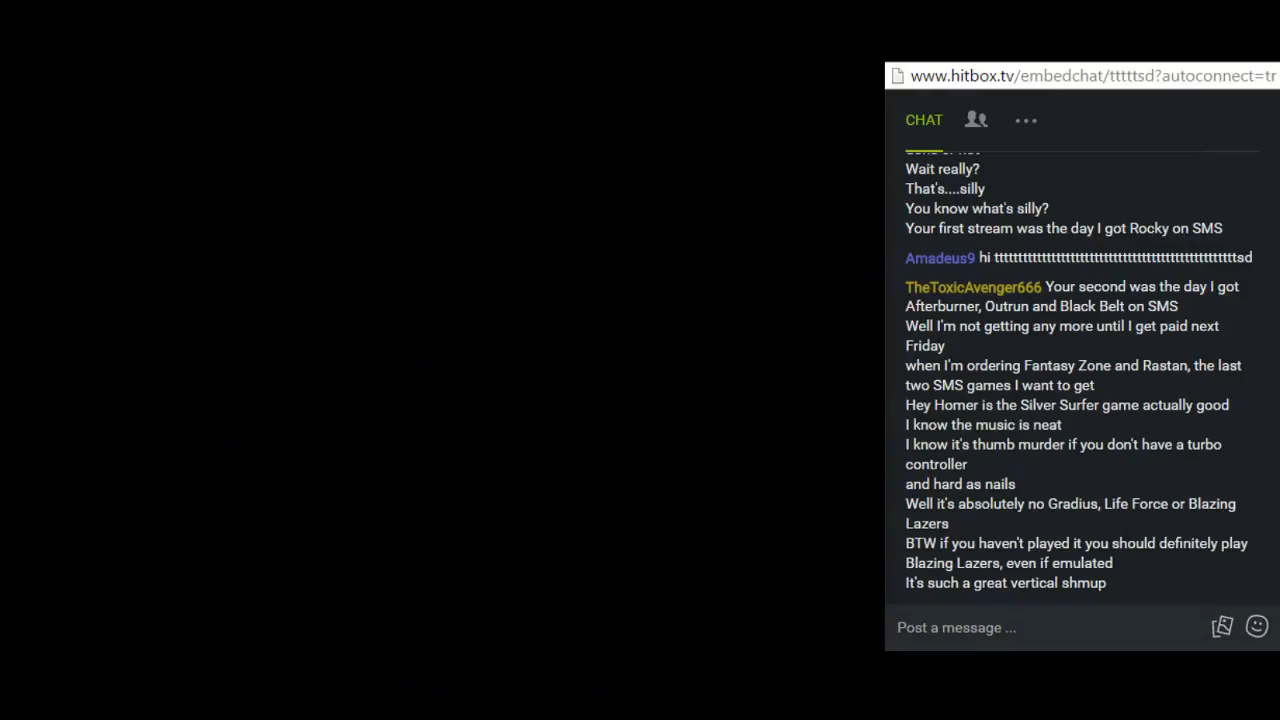 www.hitbox.tv/embedchat/tttttsd?autoconnect=tr
CHAT
Wait really?
That's....silly
You know what's silly?
Your first stream was the day I got Rocky on SMS
Amadeus9 hi tttttttttttttttttttttttttttttttttttttttttttttttttttsd
TheToxicAvenger666 Your second was the day I got
Afterburner, Outrun and Black Belt on SMS
Well I'm not getting any more until I get paid next
Friday
when I'm ordering Fantasy Zone and Rastan, the last
two SMS games I want to get
Hey Homer is the Silver Surfer game actually good
I know the music is neat
I know it's thumb murder if you don't have a turbo
controller
and hard as nails
Well it's absolutely no Gradius, Life Force or Blazing
Lazers
BTW if you haven't played it you should definitely play
Blazing Lazers, even if emulated
It's such a great vertical shmup
Post a message ...